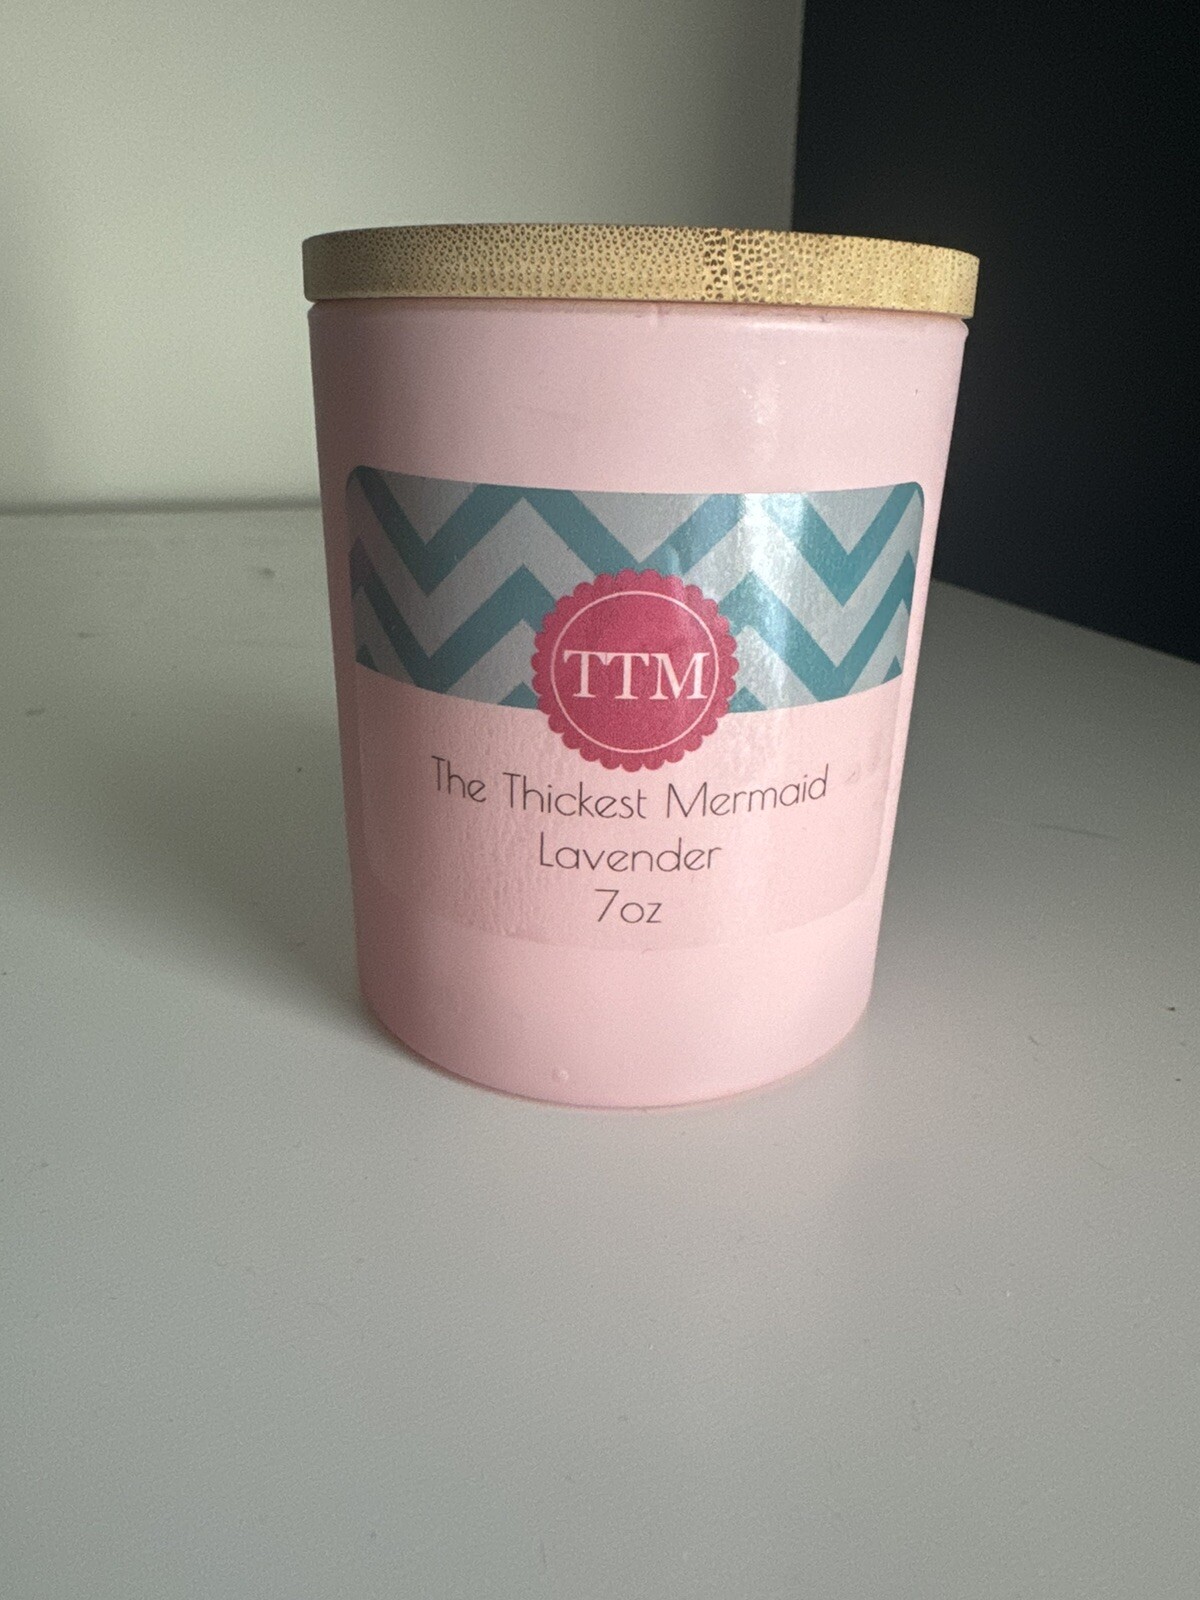 TTM
The Thickest Mermaid
Lavender
7oz